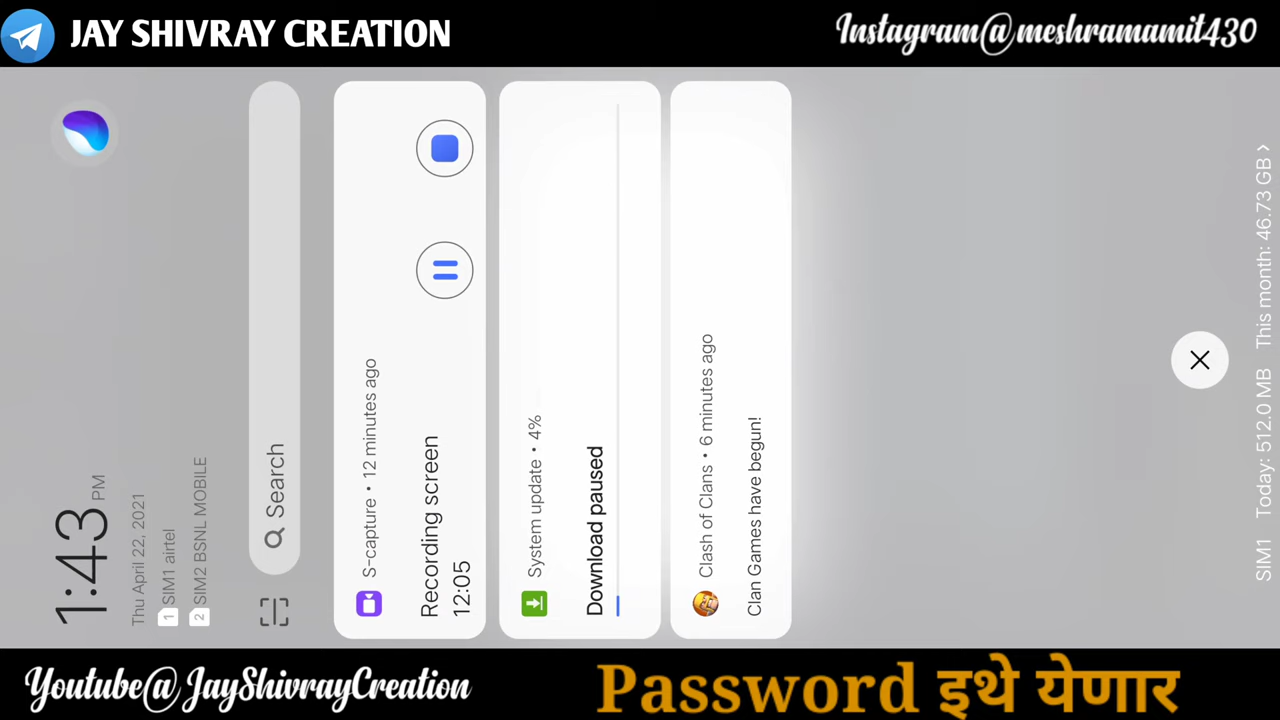 JAY SHIVRAY CREATION
Instagram@meshramamit430
1:43 PM
Thu April 22, 2021
1 SIM1 airtel
2 SIM2 BSNL MOBILE
Search
S-capture • 12 minutes ago
Recording screen
12:05
System update • 4%
Download paused
Clash of Clans • 6 minutes ago
Clan Games have begun!
SIM1 Today: 512.0 MB This month: 46.73 GB >
Youtube@JayShivrayCreation
Password इथे येणार